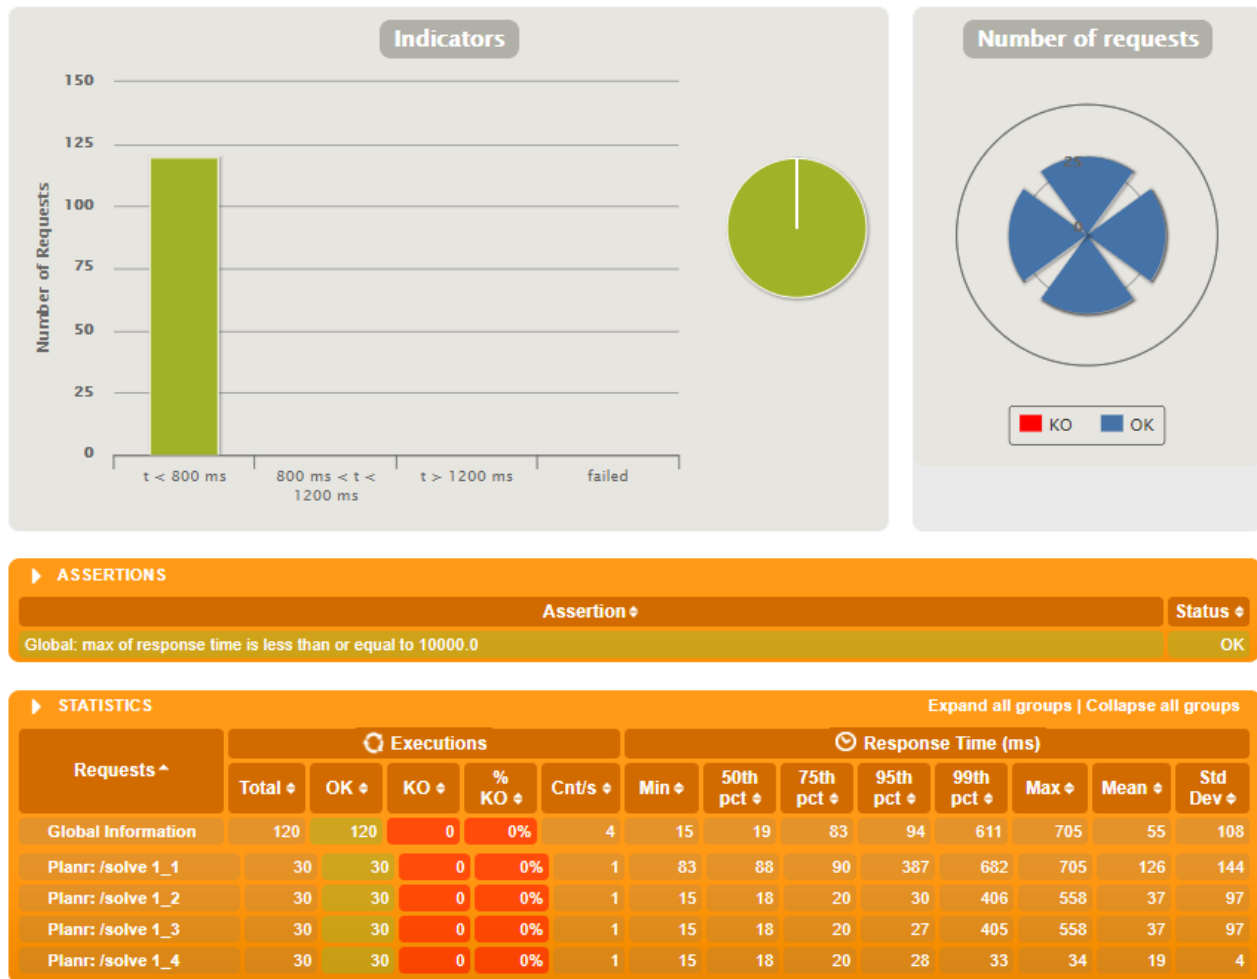 Indicators
Number of Requests
150
125
100
75
50
25
0
t < 800 ms
800 ms < t < 1200 ms
t > 1200 ms
failed
Number of requests
25
0
KO OK
ASSERTIONS
Assertion Status
Global: max of response time is less than or equal to 10000.0 OK
STATISTICS Expand all groups | Collapse all groups
Requests Executions Response Time (ms)
Total OK KO % KO Cnt/s Min 50th pct 75th pct 95th pct 99th pct Max Mean Std Dev
Global Information 120 120 0 0% 4 15 19 83 94 611 705 55 108
Planr: /solve 1_1 30 30 0 0% 1 83 88 90 387 682 705 126 144
Planr: /solve 1_2 30 30 0 0% 1 15 18 20 30 406 558 37 97
Planr: /solve 1_3 30 30 0 0% 1 15 18 20 27 405 558 37 97
Planr: /solve 1_4 30 30 0 0% 1 15 18 20 28 33 34 19 4